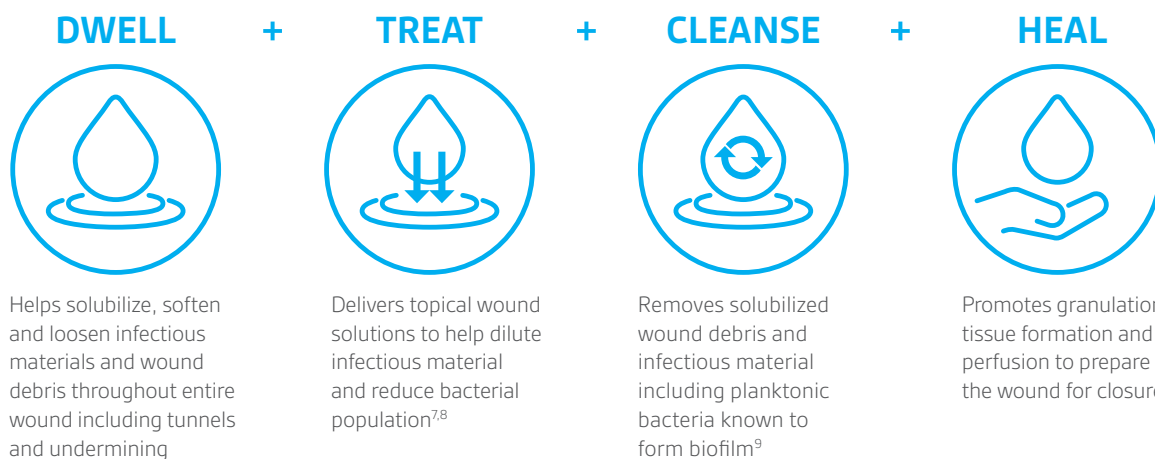 DWELL + TREAT + CLEANSE + HEAL
Helps solubilize, soften
and loosen infectious
materials and wound
debris throughout entire
wound including tunnels
and undermining
Delivers topical wound
solutions to help dilute
infectious material
and reduce bacterial
population7,8
Removes solubilized
wound debris and
infectious material
including planktonic
bacteria known to
form biofilm9
Promotes granulation
tissue formation and
perfusion to prepare
the wound for closure